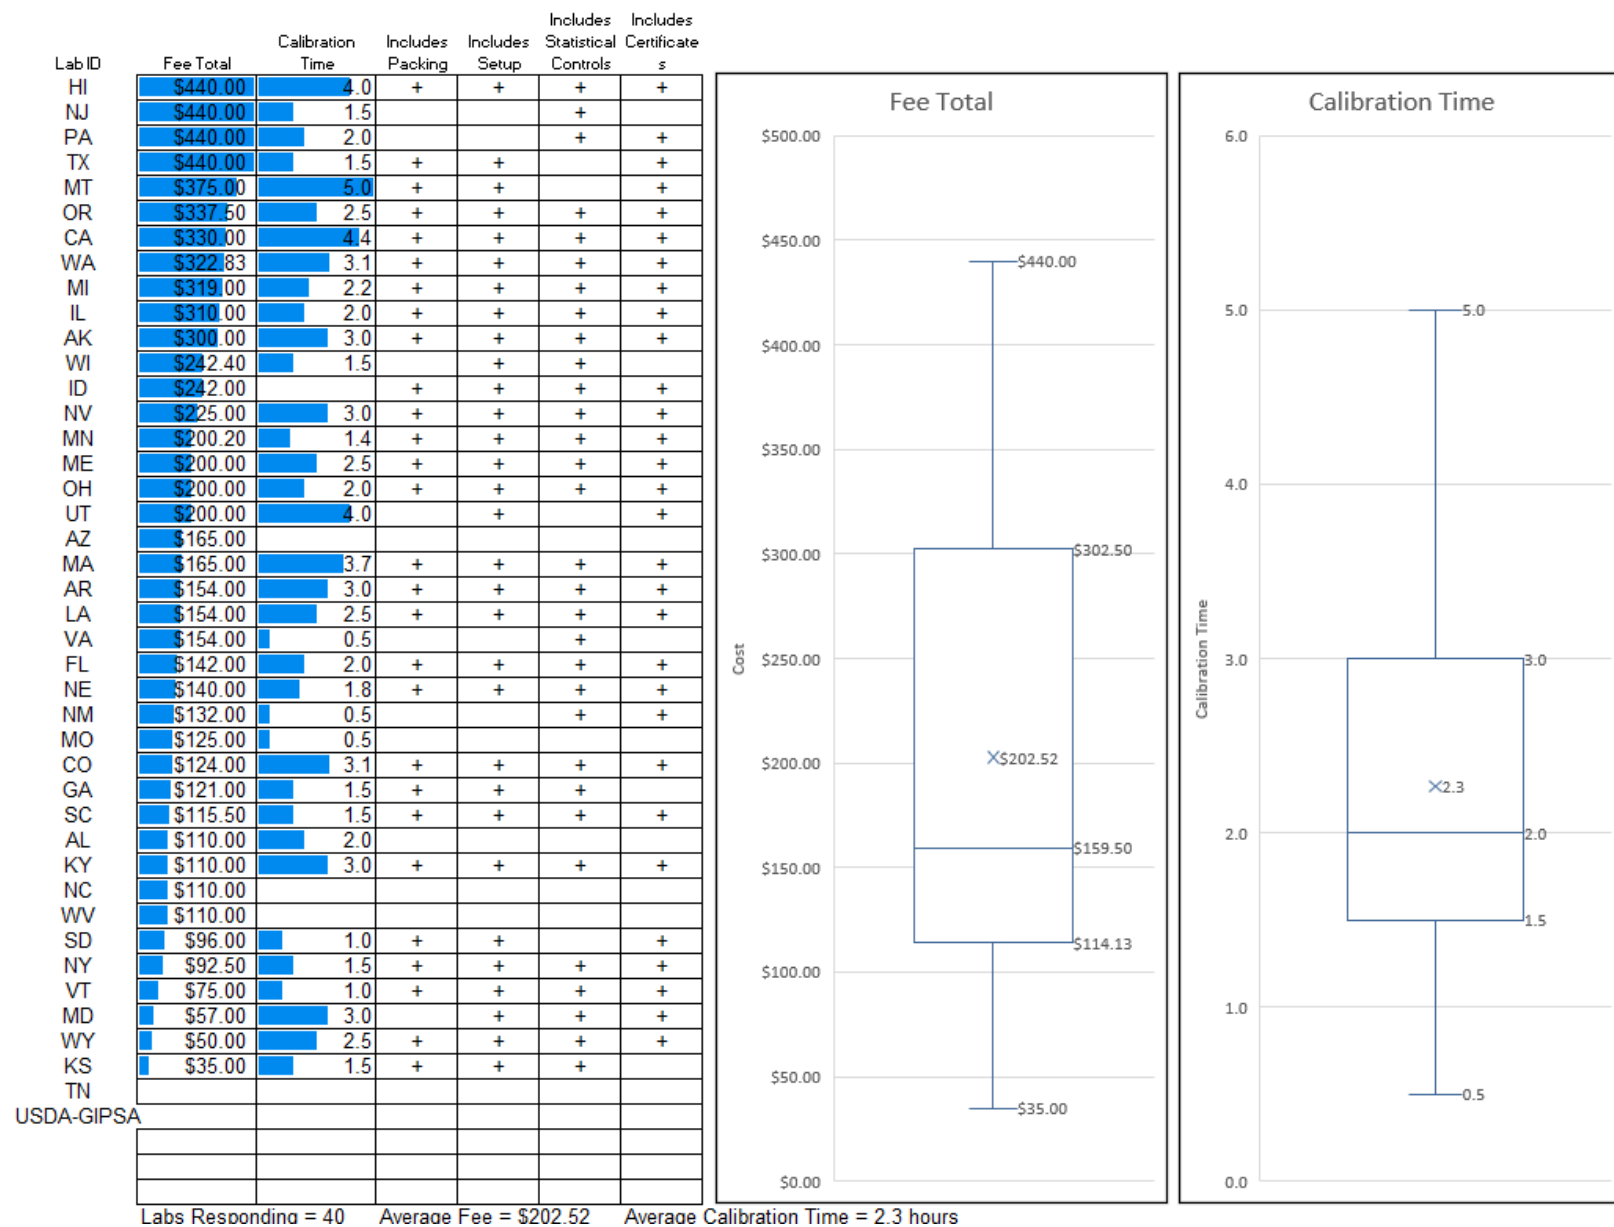 Lab ID Fee Total Calibration Time Includes Packing Includes Setup Includes Statistical Controls Includes Certificate s
HI $440.00 4.0 + + + +
NJ $440.00 1.5 +
PA $440.00 2.0 + +
TX $440.00 1.5 + + +
MT $375.00 5.0 + + +
OR $337.50 2.5 + + + +
CA $330.00 4.4 + + + +
WA $322.83 3.1 + + + +
MI $319.00 2.2 + + + +
IL $310.00 2.0 + + + +
AK $300.00 3.0 + + + +
WI $242.40 1.5 + +
ID $242.00 + + + +
NV $225.00 3.0 + + + +
MN $200.20 1.4 + + + +
ME $200.00 2.5 + + + +
OH $200.00 2.0 + + + +
UT $200.00 4.0 + +
AZ $165.00
MA $165.00 3.7 + + + +
AR $154.00 3.0 + + + +
LA $154.00 2.5 + + + +
VA $154.00 0.5 +
FL $142.00 2.0 + + + +
NE $140.00 1.8 + + + +
NM $132.00 0.5 + +
MO $125.00 0.5
CO $124.00 3.1 + + + +
GA $121.00 1.5 + + +
SC $115.50 1.5 + + + +
AL $110.00 2.0
KY $110.00 3.0 + + + +
NC $110.00
WV $110.00
SD $96.00 1.0 + + +
NY $92.50 1.5 + + + +
VT $75.00 1.0 + + + +
MD $57.00 3.0 + + +
WY $50.00 2.5 + + + +
KS $35.00 1.5 + + +
TN
USDA-GIPSA
Labs Responding = 40 Average Fee = $202.52 Average Calibration Time = 2.3 hours
Fee Total
Cost
$500.00
$450.00
$400.00
$350.00
$300.00
$250.00
$200.00
$150.00
$100.00
$50.00
$0.00
$440.00
$302.50
$202.52
$159.50
$114.13
$35.00
Calibration Time
Calibration Time
6.0
5.0
4.0
3.0
2.0
1.0
0.0
5.0
3.0
2.3
2.0
1.5
0.5